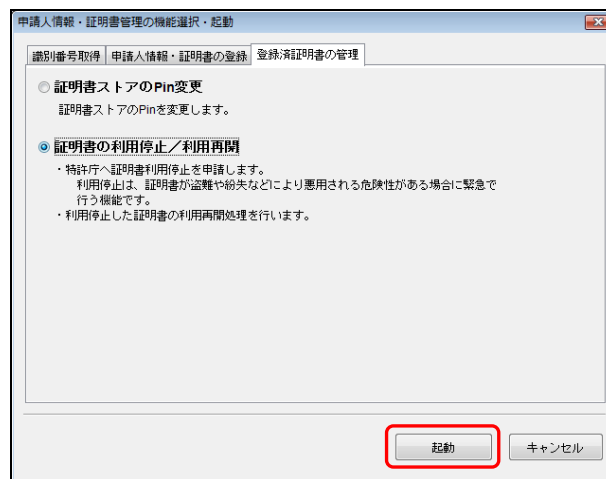 申請人情報・証明書管理の機能選択・起動
識別番号取得 申請人情報・証明書の登録 登録済証明書の管理
証明書ストアのPin変更
証明書ストアのPinを変更します。
証明書の利用停止／利用再開
・特許庁へ証明書利用停止を申請します。
利用停止は、証明書が盗難や紛失などにより悪用される危険性がある場合に緊急で
行う機能です。
・利用停止した証明書の利用再開処理を行います。
起動 キャンセル